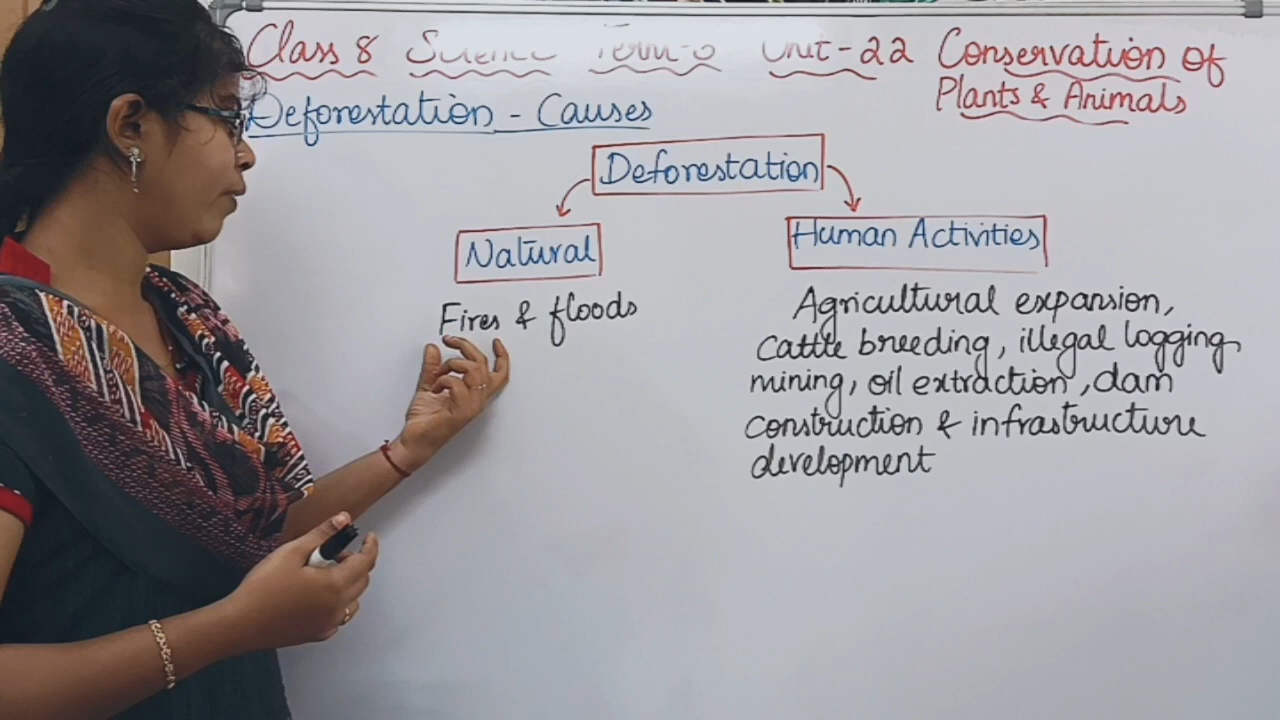 Class 8 Science Term-3 Unit-22 Conservation of
Plants & Animals
Deforestation - Causes
Deforestation
Natural
Human Activities
Fires & floods
Agricultural expansion,
cattle breeding, illegal logging,
mining, oil extraction, dam
construction & infrastructure
development